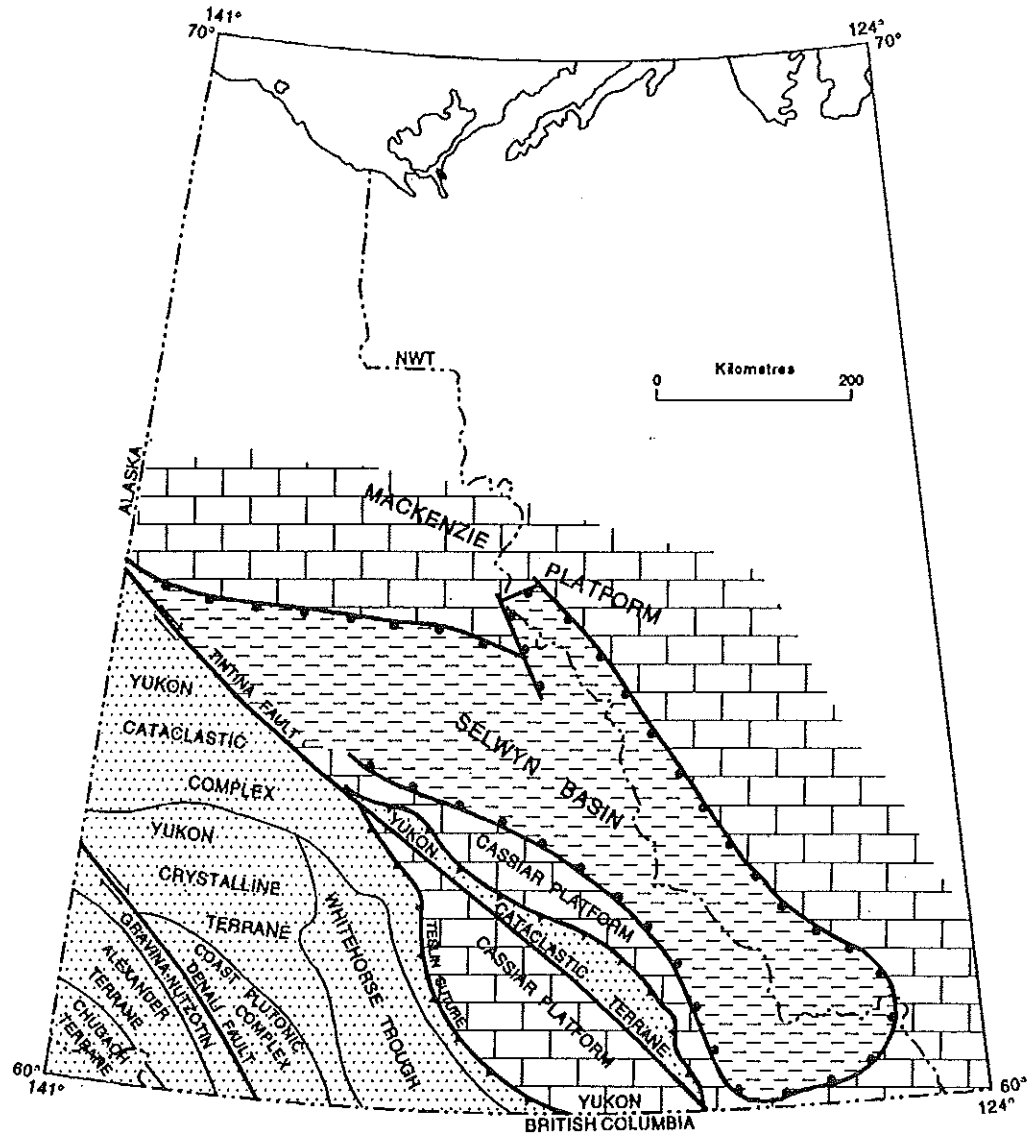 141°
70°
124°
70°
NWT
Kilometres
0 200
ALASKA
MACKENZIE
PLATFORM
TINTINA FAULT
YUKON
CATACLASTIC
COMPLEX
SELWYN
BASIN
YUKON
CATACLASTIC
TERRANE
CASSIAR PLATFORM
CASSIAR PLATFORM
YUKON
CRYSTALLINE
TERRANE
WHITEHORSE
TROUGH
TESLIN SUTURE
GRAVINA-NUTZOTIN
DENALI FAULT
COAST PLUTONIC
COMPLEX
ALEXANDER
TERRANE
CHUGACH
TERRANE
60°
141°
60°
124°
YUKON
BRITISH COLUMBIA